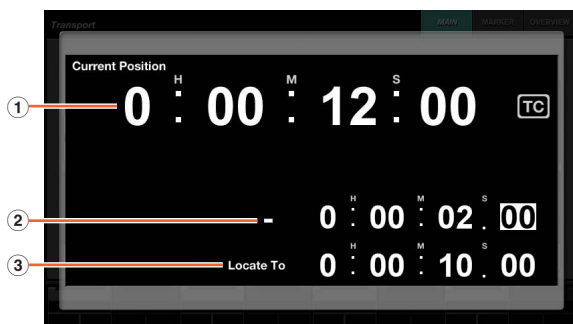 Transport MAIN MARKER OVERVIEW
Current Position
H M S
① 0 : 00 : 12 : 00 TC
H M S
② - 0 : 00 : 02 . 00
H M S
③ Locate To 0 : 00 : 10 . 00